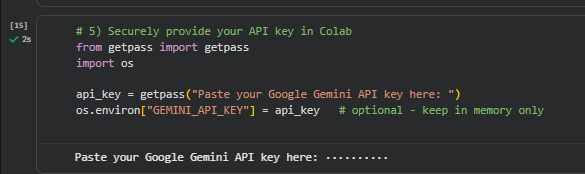 [15]
2s
# 5) Securely provide your API key in Colab
from getpass import getpass
import os
api_key = getpass("Paste your Google Gemini API key here: ")
os.environ["GEMINI_API_KEY"] = api_key   # optional - keep in memory only
Paste your Google Gemini API key here: ··········